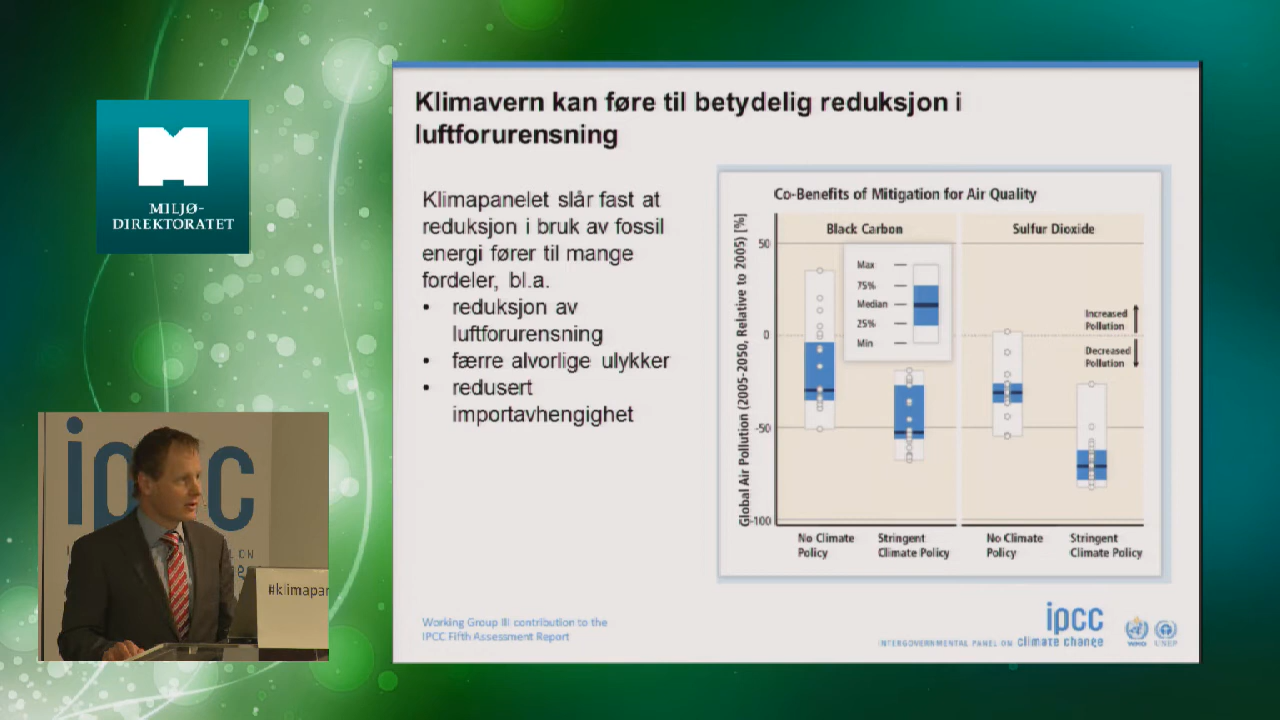 MILJØ-
DIREKTORATET
Klimavern kan føre til betydelig reduksjon i
luftforurensning
Klimapanelet slår fast at
reduksjon i bruk av fossil
energi fører til mange
fordeler, bl.a.
• reduksjon av
luftforurensning
• færre alvorlige ulykker
• redusert
importavhengighet
Co-Benefits of Mitigation for Air Quality
Global Air Pollution (2005-2050, Relative to 2005) [%]
Black Carbon
Sulfur Dioxide
50
0
-50
-100
Max
75%
Median
25%
Min
Increased
Pollution
Decreased
Pollution
No Climate
Policy
Stringent
Climate Policy
No Climate
Policy
Stringent
Climate Policy
Working Group III contribution to the
IPCC Fifth Assessment Report
ipcc
INTERGOVERNMENTAL PANEL ON climate change
WMO
UNEP
ipcc
#klimapan